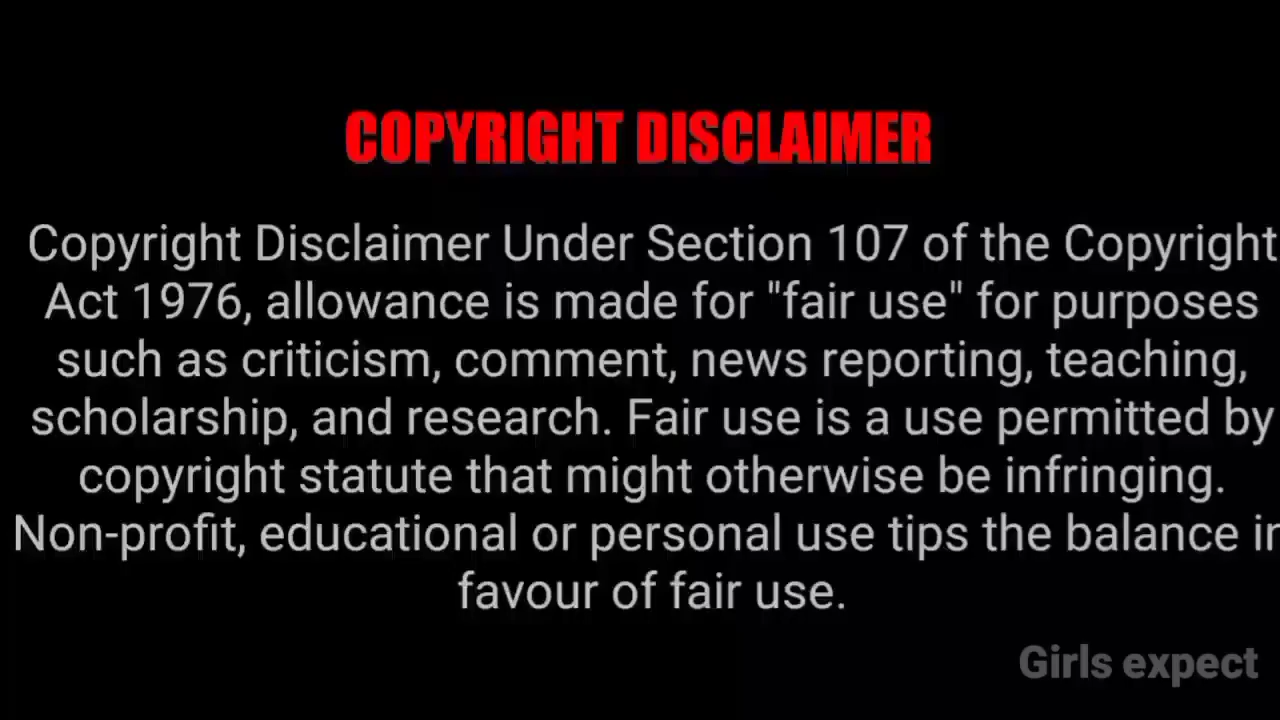 COPYRIGHT DISCLAIMER
Copyright Disclaimer Under Section 107 of the Copyright
Act 1976, allowance is made for "fair use" for purposes
such as criticism, comment, news reporting, teaching,
scholarship, and research. Fair use is a use permitted by
copyright statute that might otherwise be infringing.
Non-profit, educational or personal use tips the balance in
favour of fair use.
Girls expect